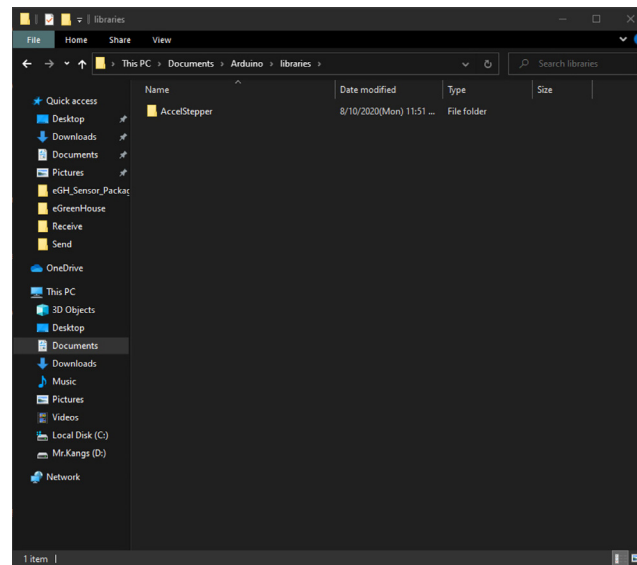 libraries
File Home Share View
This PC > Documents > Arduino > libraries >
Search libraries
Name Date modified Type Size
AccelStepper 8/10/2020(Mon) 11:51 ... File folder
Quick access
Desktop
Downloads
Documents
Pictures
eGH_Sensor_Packag
eGreenHouse
Receive
Send
OneDrive
This PC
3D Objects
Desktop
Documents
Downloads
Music
Pictures
Videos
Local Disk (C:)
Mr.Kangs (D:)
Network
1 item